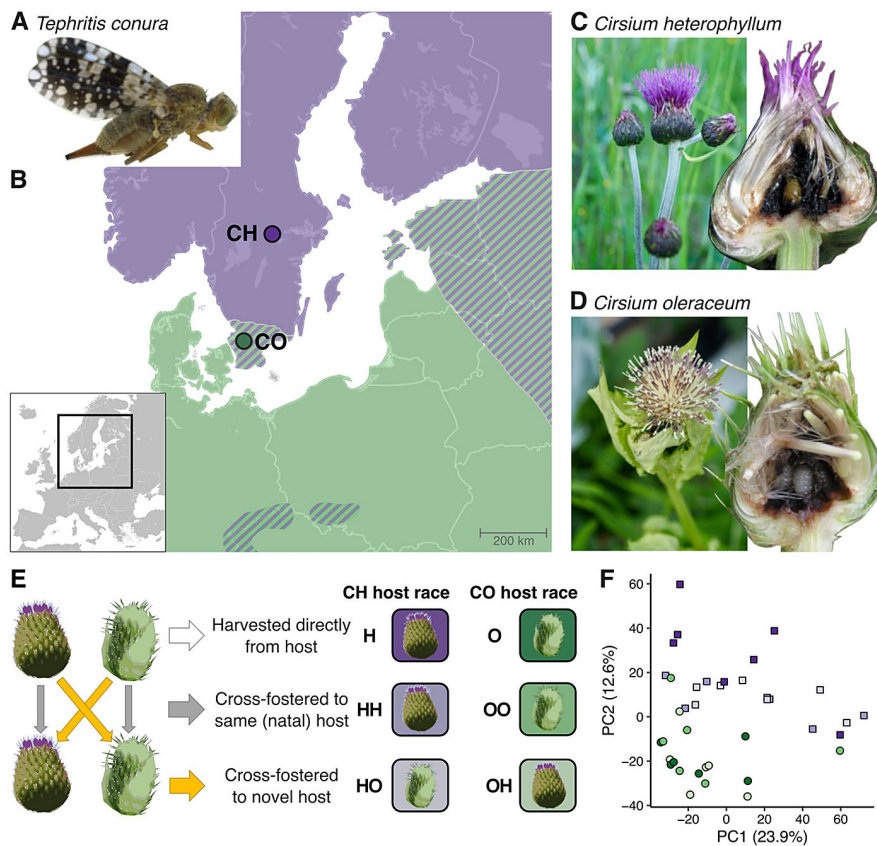 A Tephritis conura
B
CH
CO
200 km
C Cirsium heterophyllum
D Cirsium oleraceum
E
CH host race
CO host race
Harvested directly
from host
H
O
Cross-fostered to
same (natal) host
HH
OO
Cross-fostered
to novel host
HO
OH
F
PC2 (12.6%)
60
40
20
0
−20
−40
−20
0
20
40
60
PC1 (23.9%)